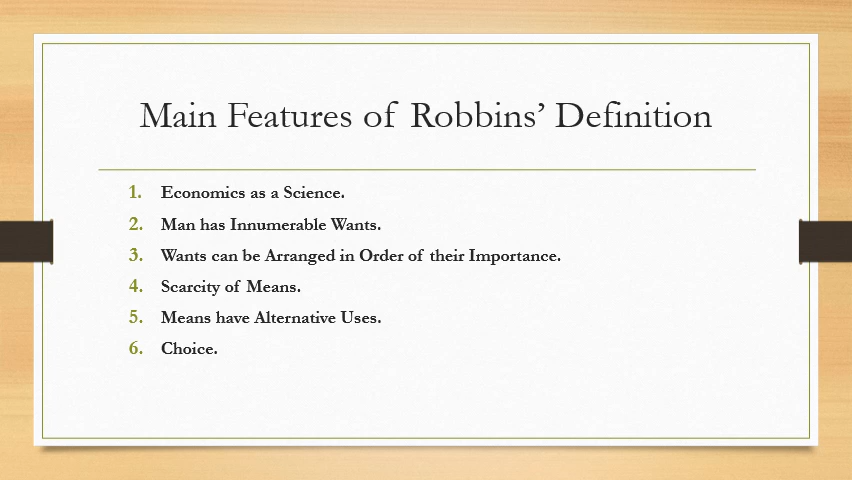 Main Features of Robbins’ Definition
1. Economics as a Science.
2. Man has Innumerable Wants.
3. Wants can be Arranged in Order of their Importance.
4. Scarcity of Means.
5. Means have Alternative Uses.
6. Choice.